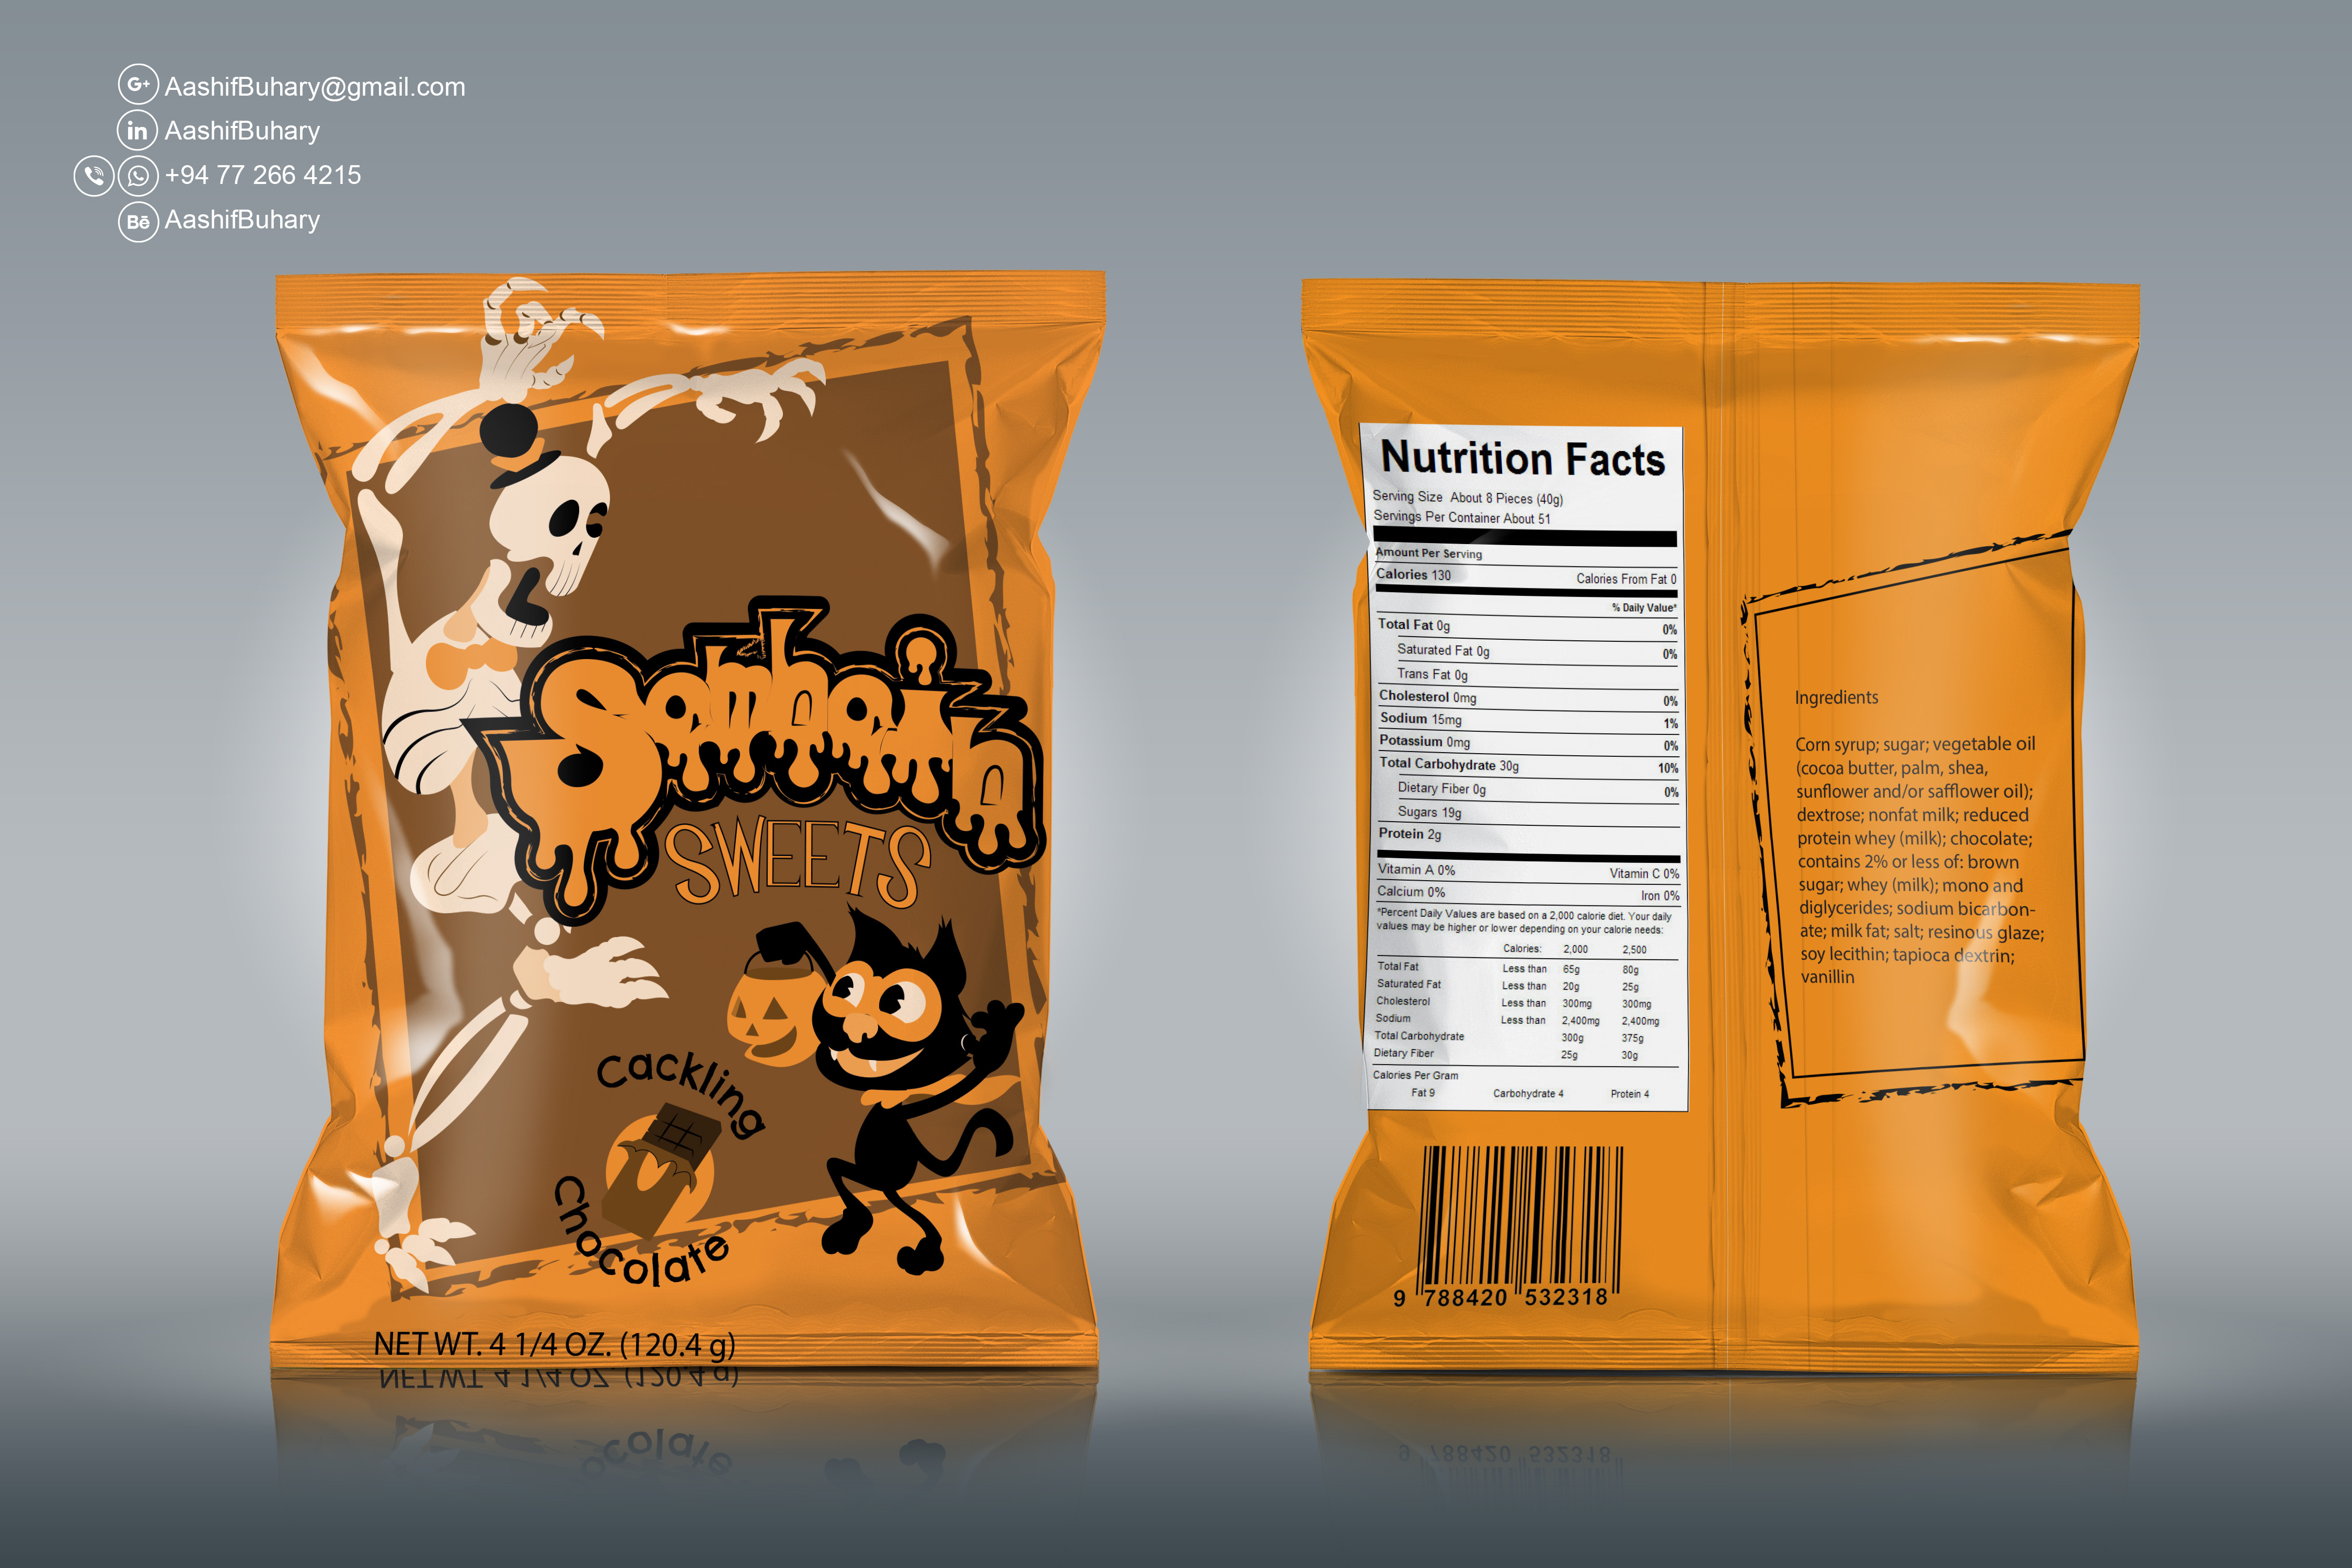 AashifBuhary@gmail.com
AashifBuhary
+94 77 266 4215
AashifBuhary
Sombain
SWEETS
Cackling
Chocolate
NET WT. 4 1/4 OZ. (120.4 g)
Nutrition Facts
Serving Size About 8 Pieces (40g)
Servings Per Container About 51
Amount Per Serving
Calories 130 Calories From Fat 0
% Daily Value*
Total Fat 0g 0%
Saturated Fat 0g 0%
Trans Fat 0g
Cholesterol 0mg 0%
Sodium 15mg 1%
Potassium 0mg 0%
Total Carbohydrate 30g 10%
Dietary Fiber 0g 0%
Sugars 19g
Protein 2g
Vitamin A 0% Vitamin C 0%
Calcium 0% Iron 0%
*Percent Daily Values are based on a 2,000 calorie diet. Your daily
values may be higher or lower depending on your calorie needs:
Calories: 2,000 2,500
Total Fat Less than 65g 80g
Saturated Fat Less than 20g 25g
Cholesterol Less than 300mg 300mg
Sodium Less than 2,400mg 2,400mg
Total Carbohydrate 300g 375g
Dietary Fiber 25g 30g
Calories Per Gram
Fat 9 Carbohydrate 4 Protein 4
9 788420 532318
Ingredients
Corn syrup; sugar; vegetable oil
(cocoa butter, palm, shea,
sunflower and/or safflower oil);
dextrose; nonfat milk; reduced
protein whey (milk); chocolate;
contains 2% or less of: brown
sugar; whey (milk); mono and
diglycerides; sodium bicarbon-
ate; milk fat; salt; resinous glaze;
soy lecithin; tapioca dextrin;
vanillin